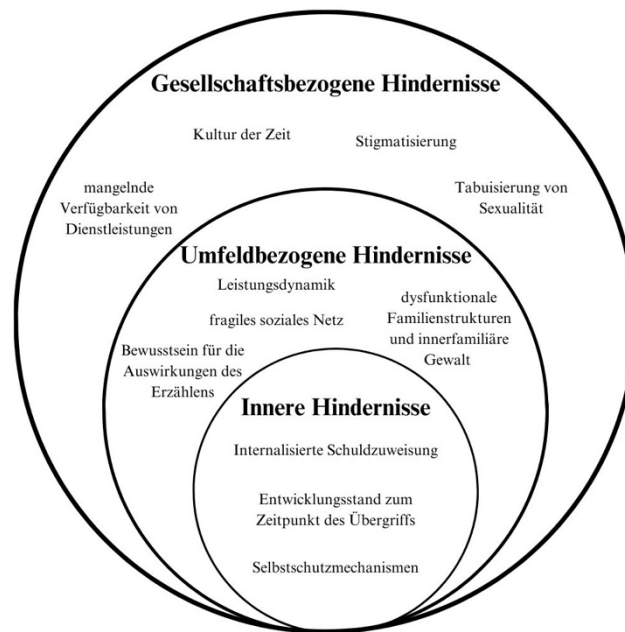 Gesellschaftsbezogene Hindernisse
Kultur der Zeit
Stigmatisierung
mangelnde
Verfügbarkeit von
Dienstleistungen
Tabuisierung von
Sexualität
Umfeldbezogene Hindernisse
Leistungsdynamik
fragiles soziales Netz
dysfunktionale
Familienstrukturen
und innerfamiliäre
Gewalt
Bewusstsein für die
Auswirkungen des
Erzählens
Innere Hindernisse
Internalisierte Schuldzuweisung
Entwicklungsstand zum
Zeitpunkt des Übergriffs
Selbstschutzmechanismen